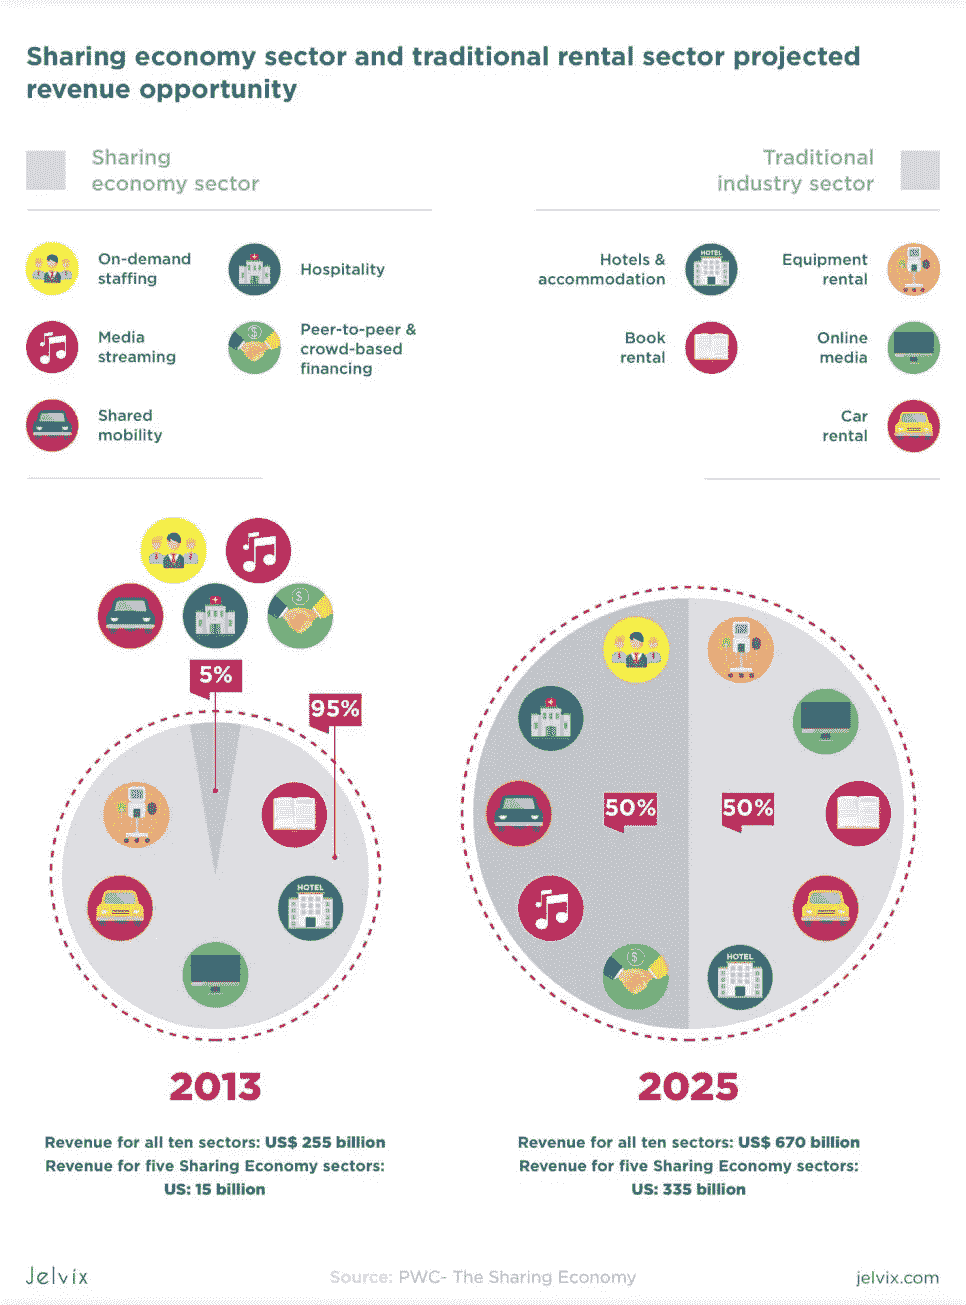 Sharing economy sector and traditional rental sector projected
revenue opportunity
Sharing
economy sector
Traditional
industry sector
On-demand
staffing
Hospitality
Media
streaming
Peer-to-peer &
crowd-based
financing
Shared
mobility
Hotels &
accommodation
HOTEL
Equipment
rental
Book
rental
Online
media
Car
rental
$
$
5%
95%
HOTEL
50%
50%
$
HOTEL
2013
2025
Revenue for all ten sectors: US$ 255 billion
Revenue for five Sharing Economy sectors:
US: 15 billion
Revenue for all ten sectors: US$ 670 billion
Revenue for five Sharing Economy sectors:
US: 335 billion
Jelvix
Source: PWC- The Sharing Economy
jelvix.com